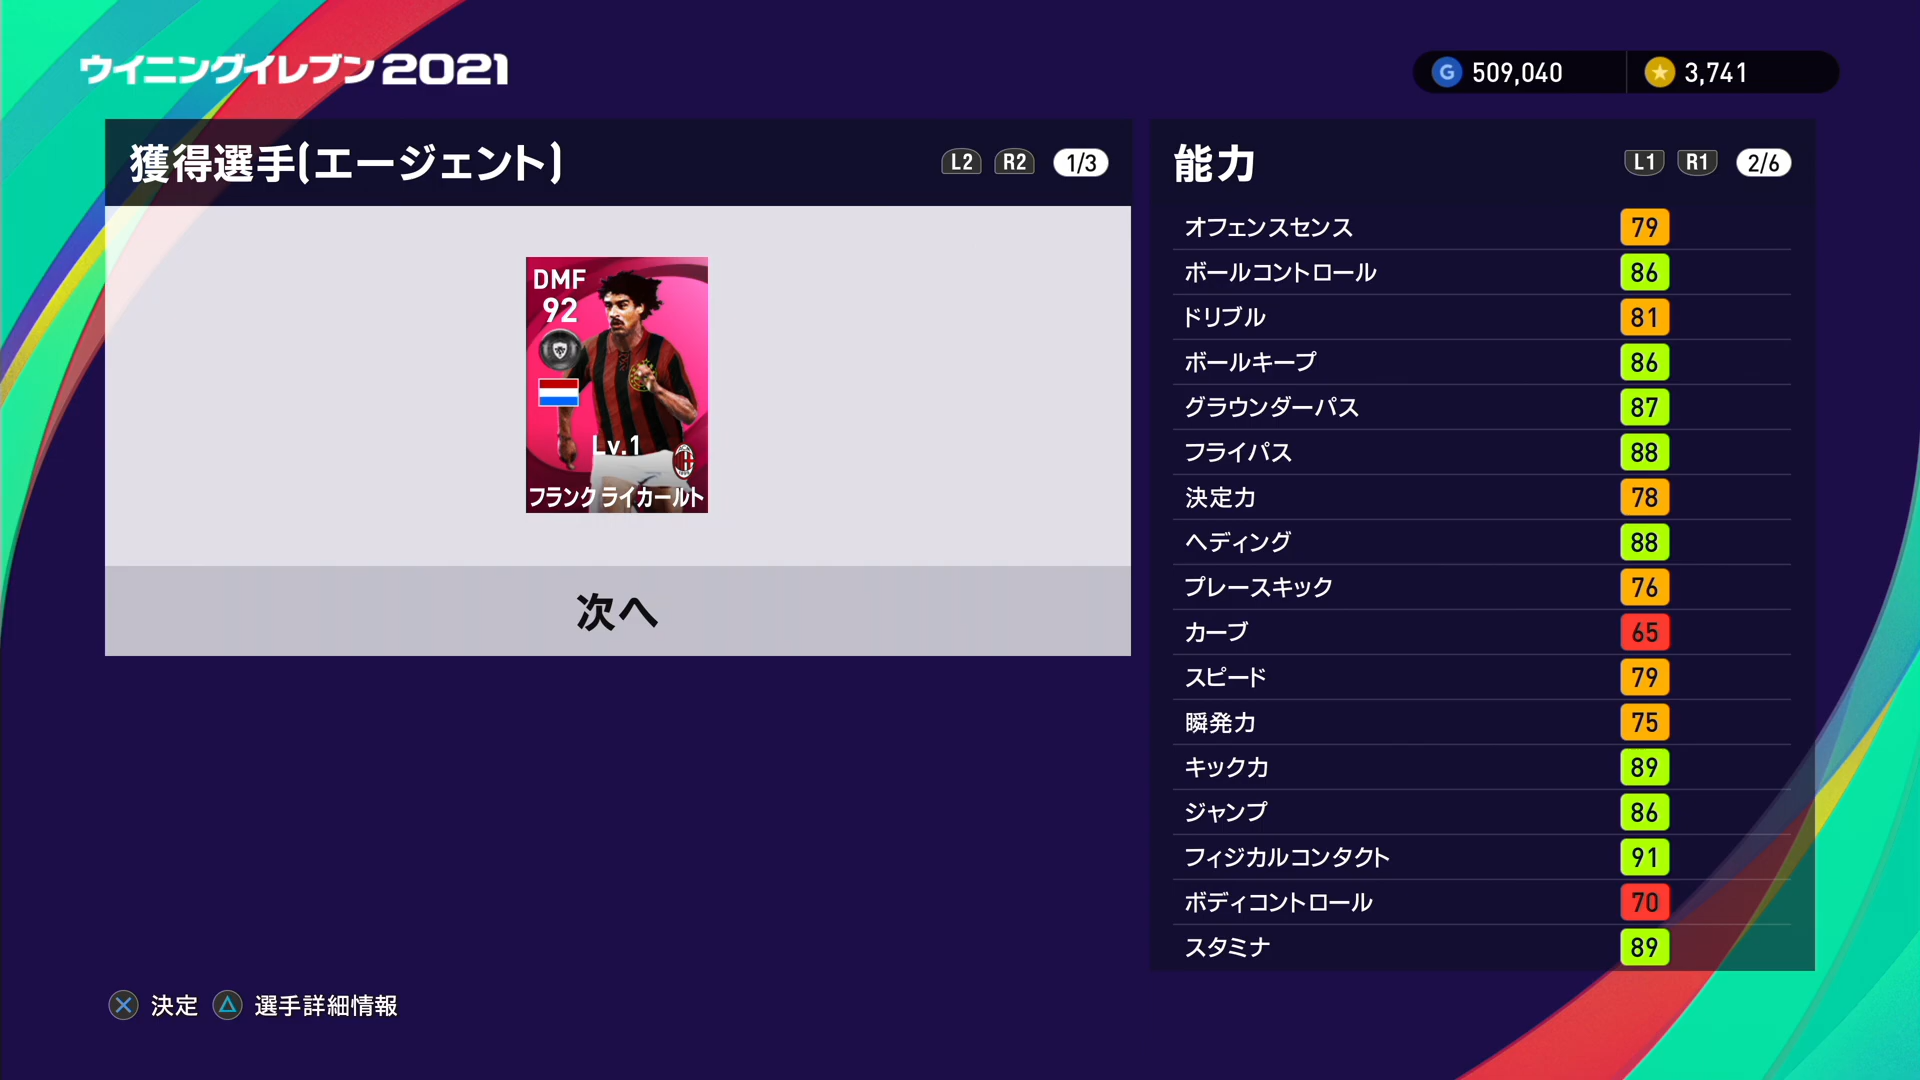 ウイニングイレブン2021
G 509,040 3,741
獲得選手(エージェント) L2 R2 1/3
DMF
92
Lv.1
フランク ライカールト
次へ
能力 L1 R1 2/6
オフェンスセンス 79
ボールコントロール 86
ドリブル 81
ボールキープ 86
グラウンダーパス 87
フライパス 88
決定力 78
ヘディング 88
プレースキック 76
カーブ 65
スピード 79
瞬発力 75
キック力 89
ジャンプ 86
フィジカルコンタクト 91
ボディコントロール 70
スタミナ 89
決定 選手詳細情報